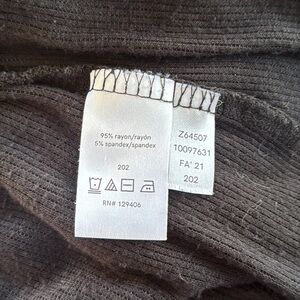 95% rayon/rayón
5% spandex/spandex
202
RN# 129406
Z64507
10097631
FA' 21
202